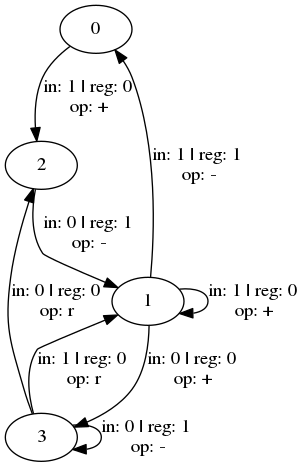 0
in: 1 | reg: 0
op: +
in: 1 | reg: 1
op: -
2
in: 0 | reg: 1
op: -
in: 0 | reg: 0
op: r
1
in: 1 | reg: 0
op: +
in: 1 | reg: 0
op: r
in: 0 | reg: 0
op: +
3
in: 0 | reg: 1
op: -